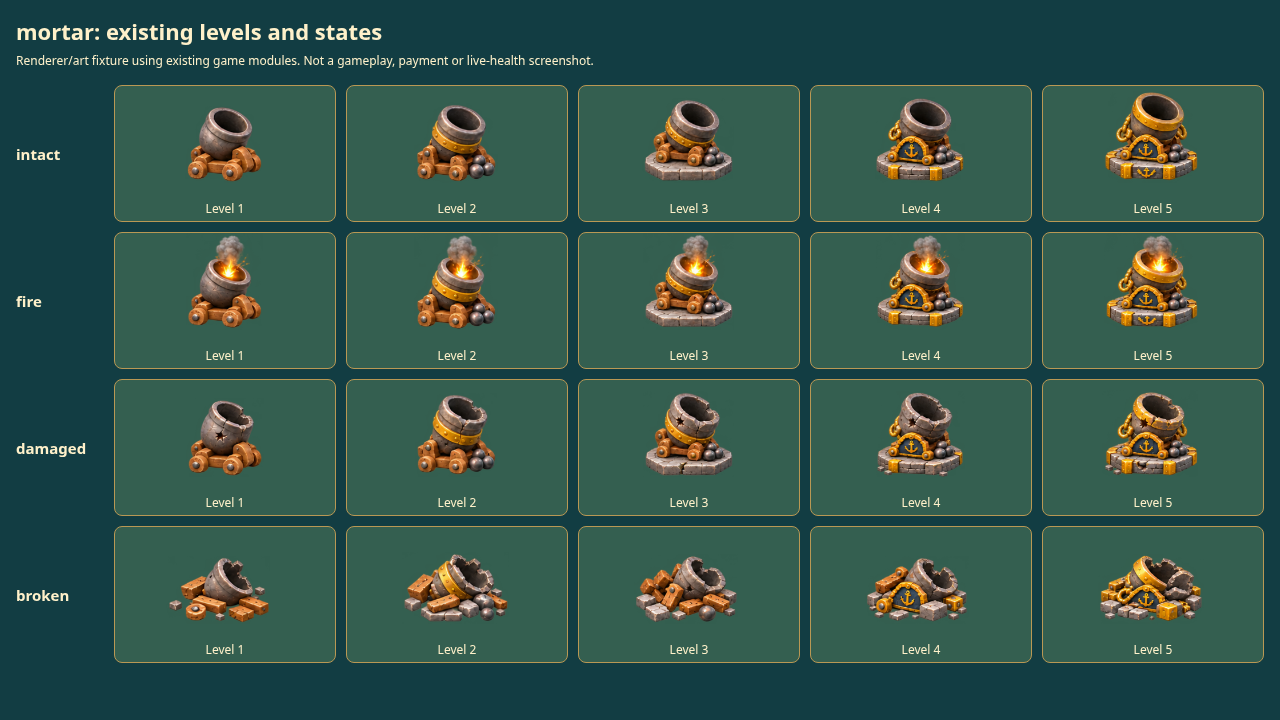 mortar: existing levels and states
Renderer/art fixture using existing game modules. Not a gameplay, payment or live-health screenshot.
intact
Level 1
Level 2
Level 3
Level 4
Level 5
fire
Level 1
Level 2
Level 3
Level 4
Level 5
damaged
Level 1
Level 2
Level 3
Level 4
Level 5
broken
Level 1
Level 2
Level 3
Level 4
Level 5